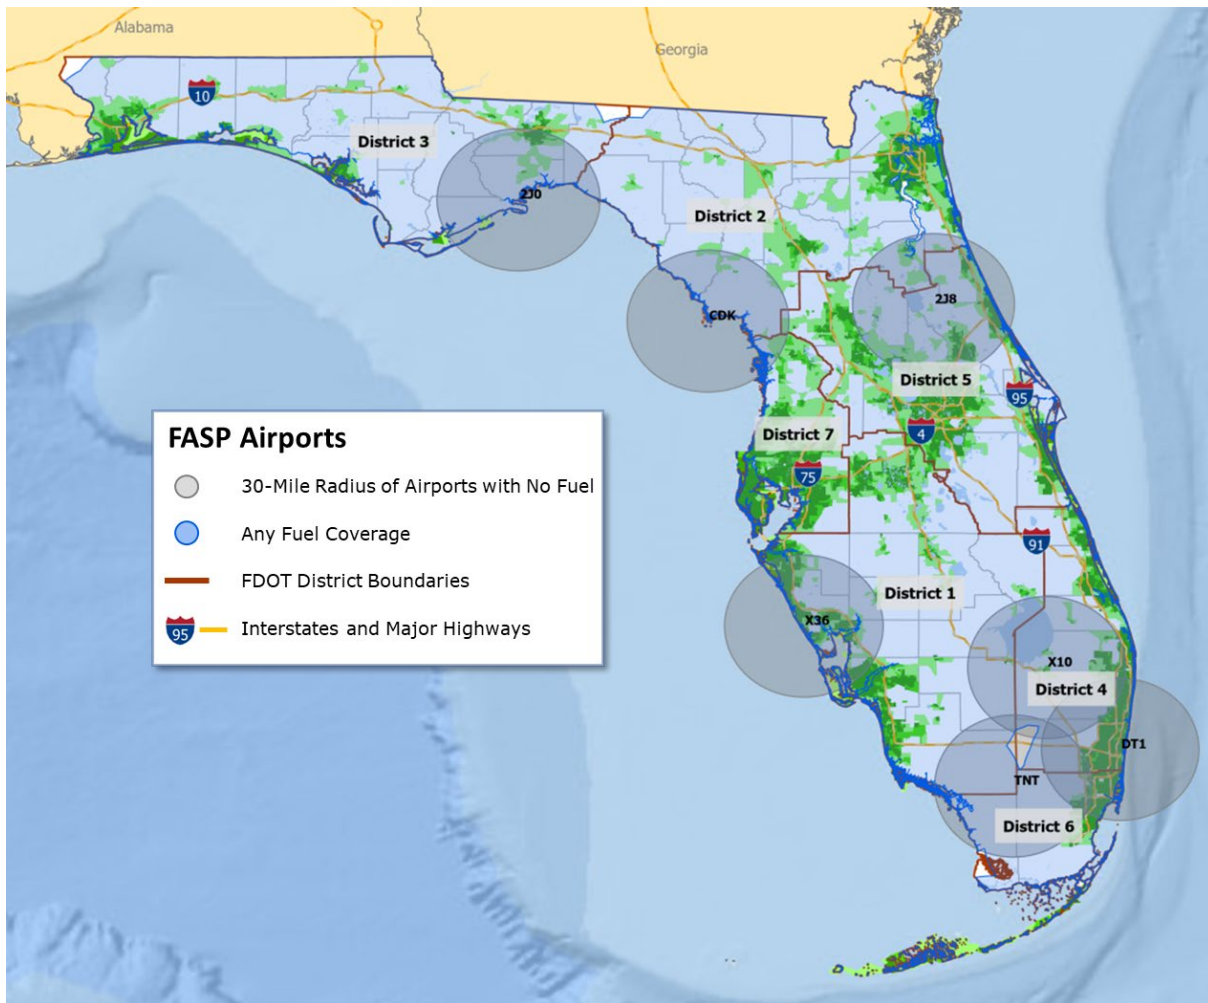 Alabama
Georgia
10
District 3
2J0
District 2
CDK
2J8
District 5
95
4
District 7
75
FASP Airports
30-Mile Radius of Airports with No Fuel
Any Fuel Coverage
FDOT District Boundaries
95
Interstates and Major Highways
91
District 1
X36
X10
District 4
DT1
TNT
District 6